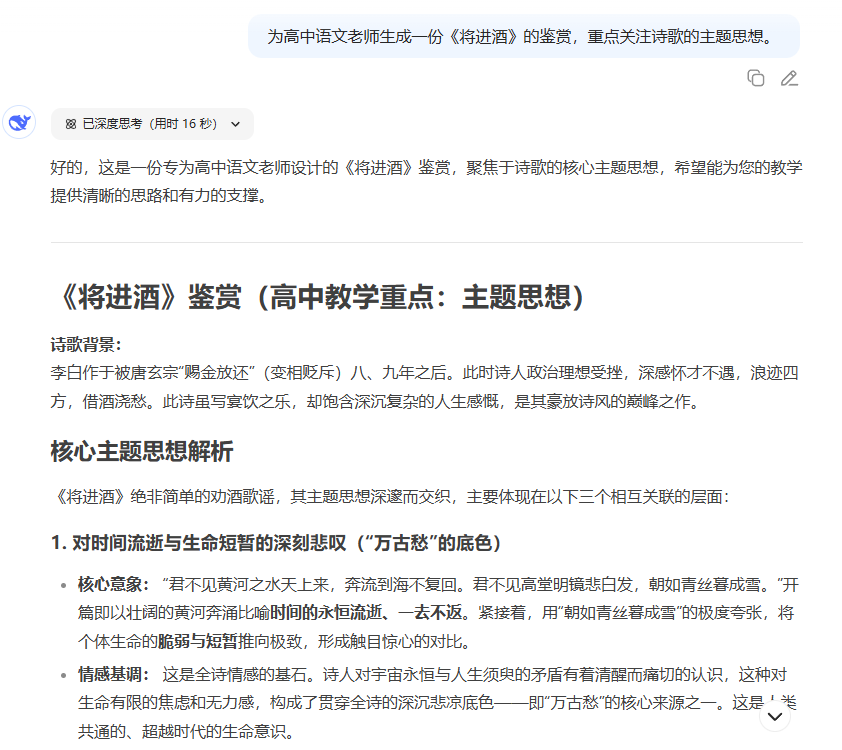 为高中语文老师生成一份《将进酒》的鉴赏，重点关注诗歌的主题思想。
已深度思考（用时 16 秒）
好的，这是一份专为高中语文老师设计的《将进酒》鉴赏，聚焦于诗歌的核心主题思想，希望能为您的教学
提供清晰的思路和有力的支撑。
《将进酒》鉴赏（高中教学重点：主题思想）
诗歌背景：
李白作于被唐玄宗“赐金放还”（变相贬斥）八、九年之后。此时诗人政治理想受挫，深感怀才不遇，浪迹四
方，借酒浇愁。此诗虽写宴饮之乐，却饱含深沉复杂的人生感慨，是其豪放诗风的巅峰之作。
核心主题思想解析
《将进酒》绝非简单的劝酒歌谣，其主题思想深邃而交织，主要体现在以下三个相互关联的层面：
1. 对时间流逝与生命短暂的深刻悲叹（“万古愁”的底色）
• 核心意象： “君不见黄河之水天上来，奔流到海不复回。君不见高堂明镜悲白发，朝如青丝暮成雪。”开
篇即以壮阔的黄河奔涌比喻时间的永恒流逝、一去不返。紧接着，用“朝如青丝暮成雪”的极度夸张，将
个体生命的脆弱与短暂推向极致，形成触目惊心的对比。
• 情感基调： 这是全诗情感的基石。诗人对宇宙永恒与人生须臾的矛盾有着清醒而痛切的认识，这种对
生命有限的焦虑和无力感，构成了贯穿全诗的深沉悲凉底色——即“万古愁”的核心来源之一。这是人类
共通的、超越时代的生命意识。